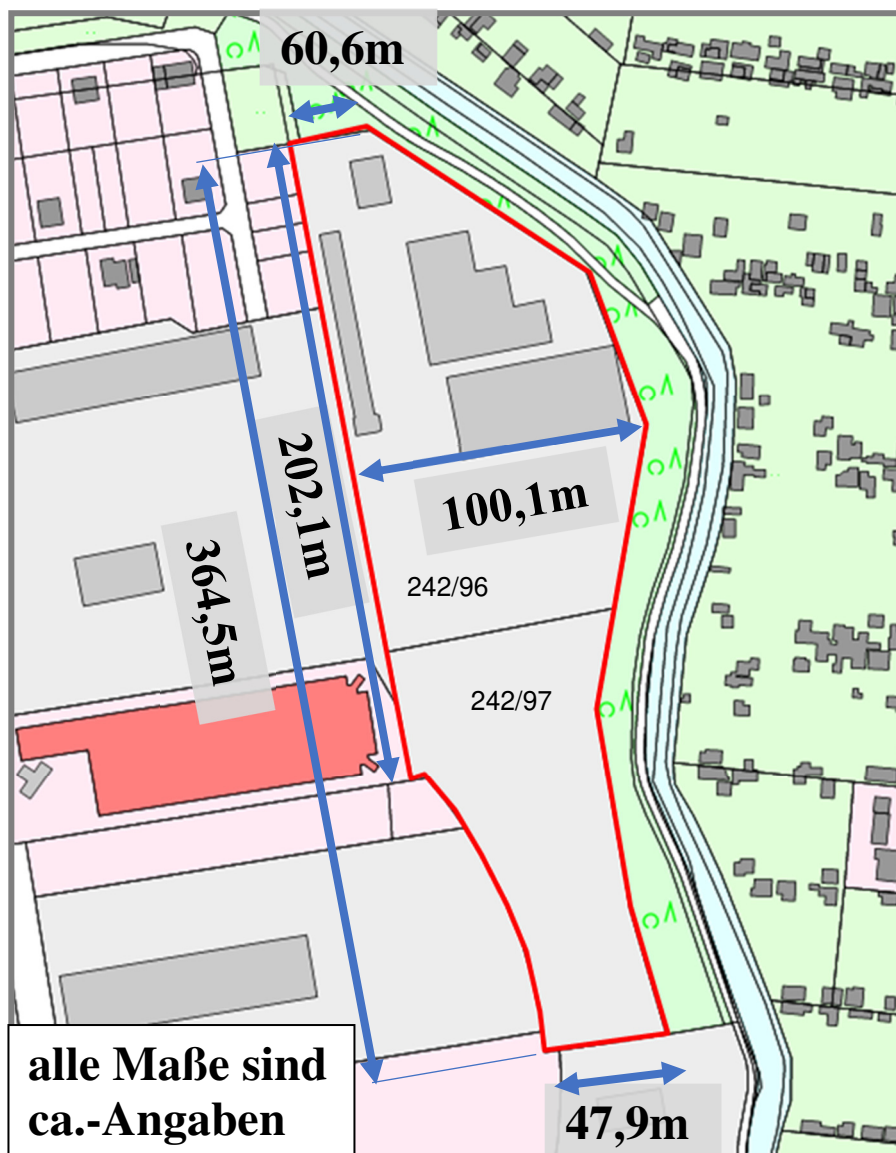 60,6m
202,1m
100,1m
364,5m
242/96
242/97
alle Maße sind
ca.-Angaben
47,9m